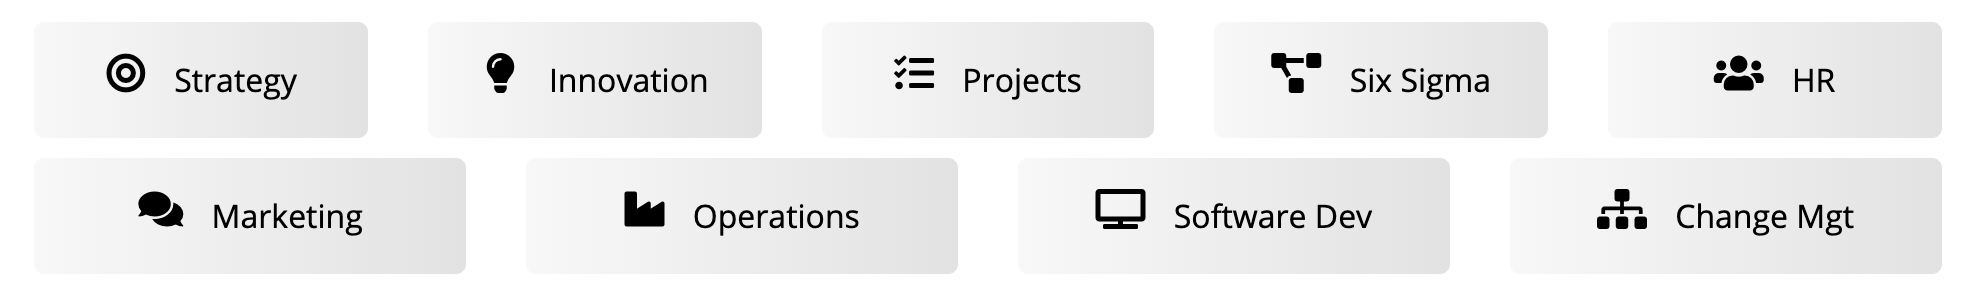 Strategy
Innovation
Projects
Six Sigma
HR
Marketing
Operations
Software Dev
Change Mgt